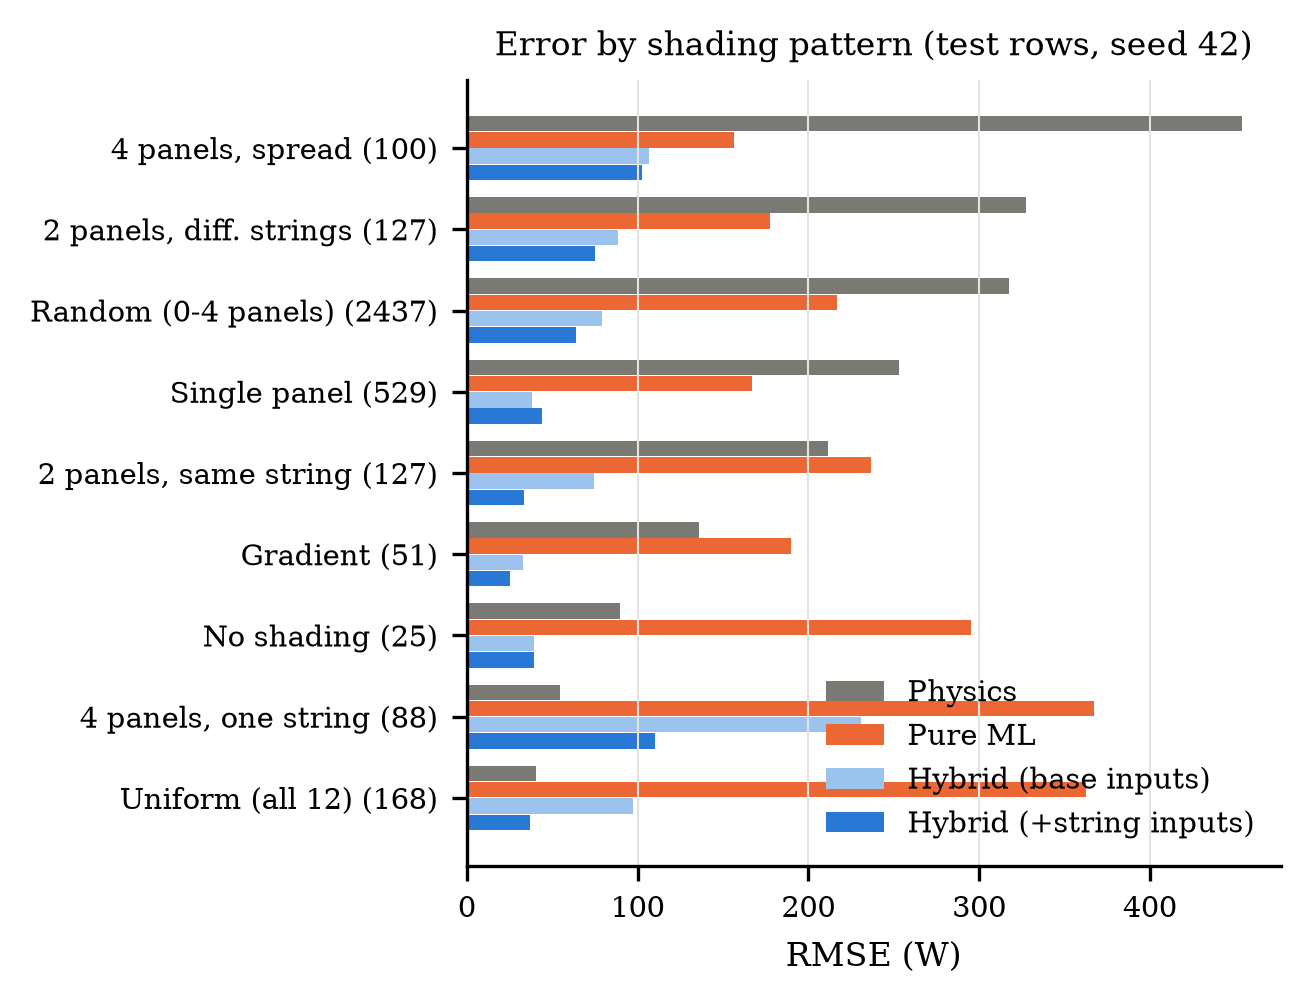 Error by shading pattern (test rows, seed 42)
4 panels, spread (100)
2 panels, diff. strings (127)
Random (0-4 panels) (2437)
Single panel (529)
2 panels, same string (127)
Gradient (51)
No shading (25)
4 panels, one string (88)
Uniform (all 12) (168)
Physics
Pure ML
Hybrid (base inputs)
Hybrid (+string inputs)
0 100 200 300 400
RMSE (W)